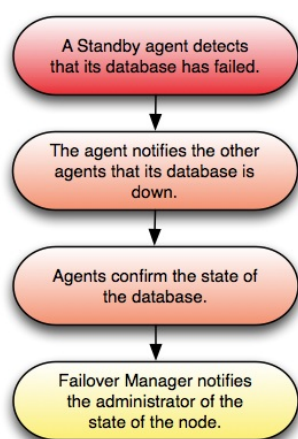 A Standby agent detects
that its database has failed.
The agent notifies the other
agents that its database is
down.
Agents confirm the state of
the database.
Failover Manager notifies
the administrator of the
state of the node.